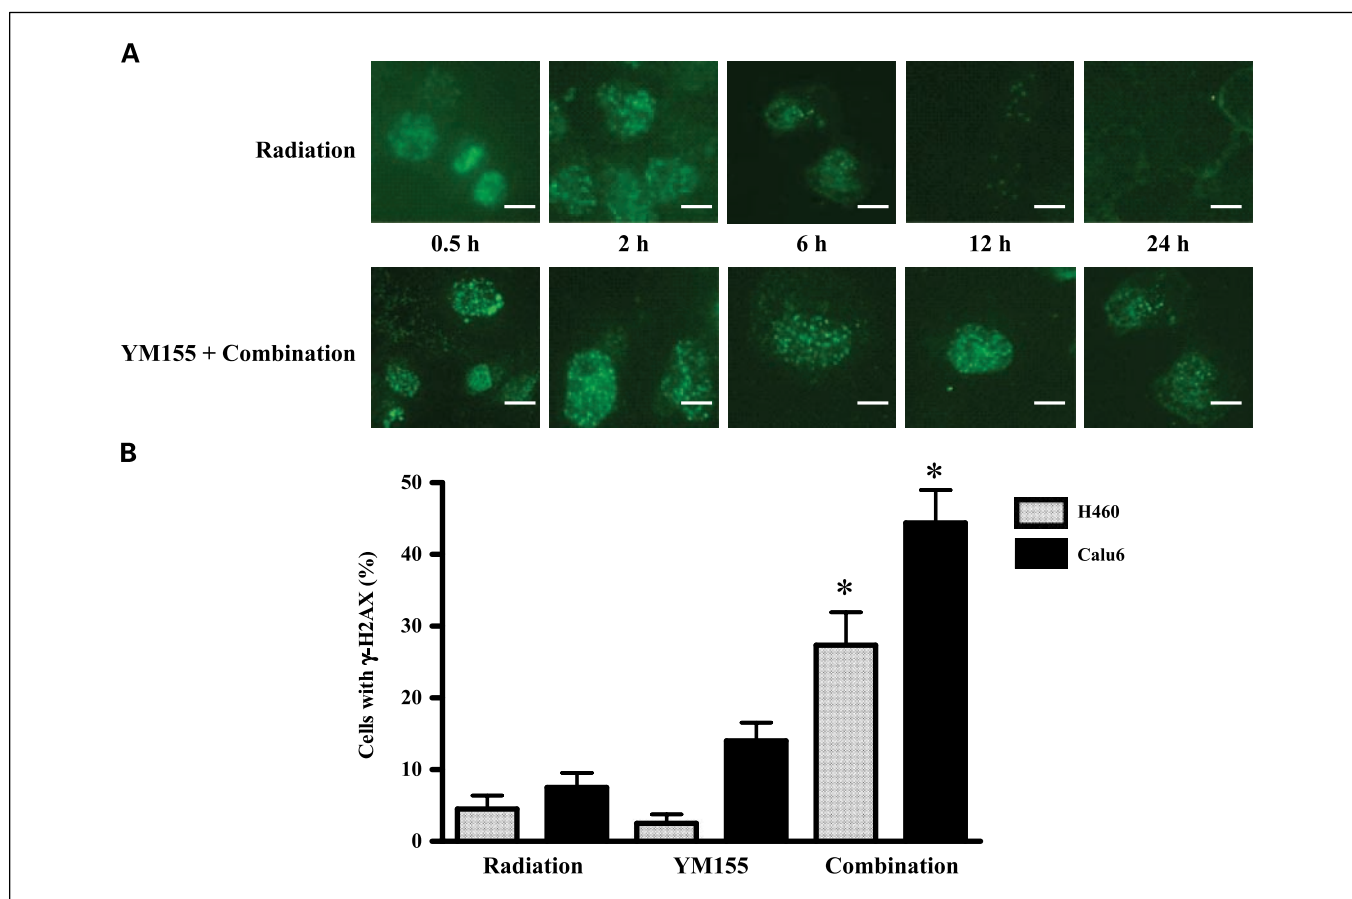 A
Radiation
0.5 h 2 h 6 h 12 h 24 h
YM155 + Combination
B
50
40
30
20
10
0
Cells with γ-H2AX (%)
*
*
H460
Calu6
Radiation YM155 Combination